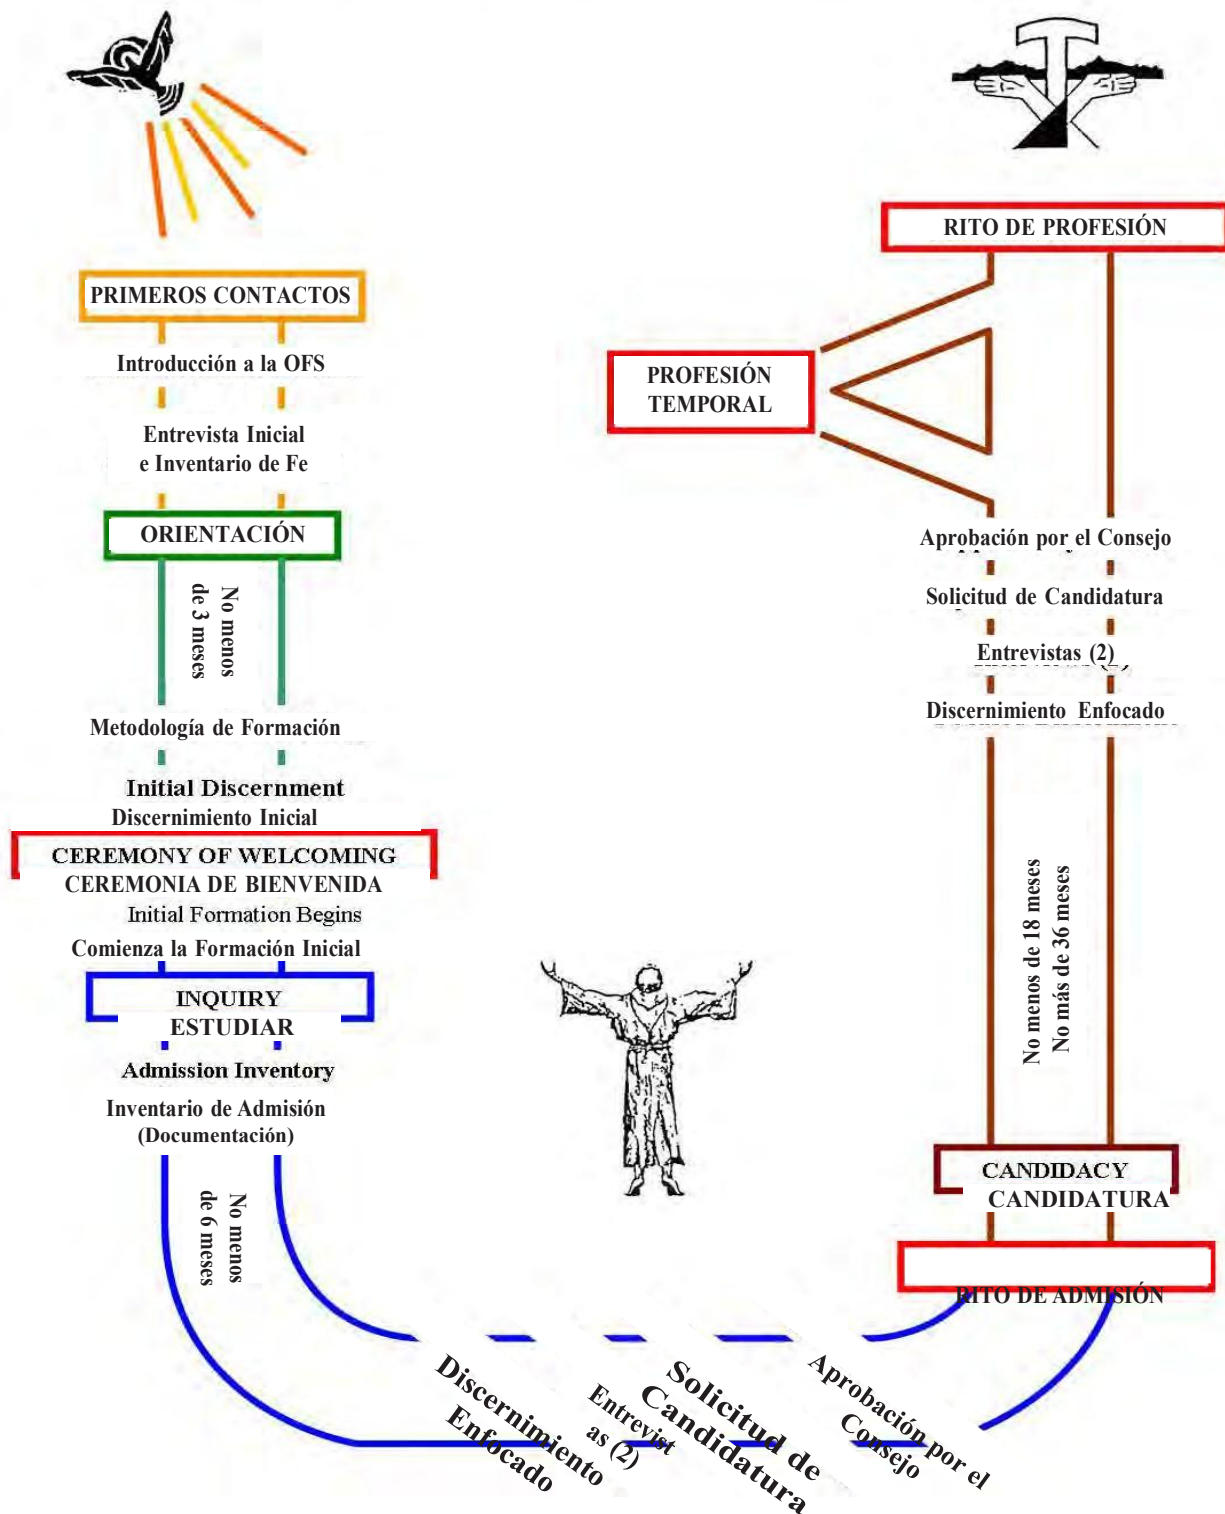 PRIMEROS CONTACTOS
Introducción a la OFS
Entrevista Inicial
e Inventario de Fe
ORIENTACIÓN
No menos
de 3 meses
Metodología de Formación
Initial Discernment
Discernimiento Inicial
CEREMONY OF WELCOMING
CEREMONIA DE BIENVENIDA
Initial Formation Begins
Comienza la Formación Inicial
INQUIRY
ESTUDIAR
Admission Inventory
Inventario de Admisión
(Documentación)
No menos
de 6 meses
Discernimiento
Enfocado
Entrevist
as (2)
Solicitud de
Candidatura
Aprobación por el
Consejo
RITO DE ADMISIÓN
CANDIDACY
CANDIDATURA
No menos de 18 meses
No más de 36 meses
Discernimiento Enfocado
Entrevistas (2)
Solicitud de Candidatura
Aprobación por el Consejo
PROFESIÓN
TEMPORAL
RITO DE PROFESIÓN